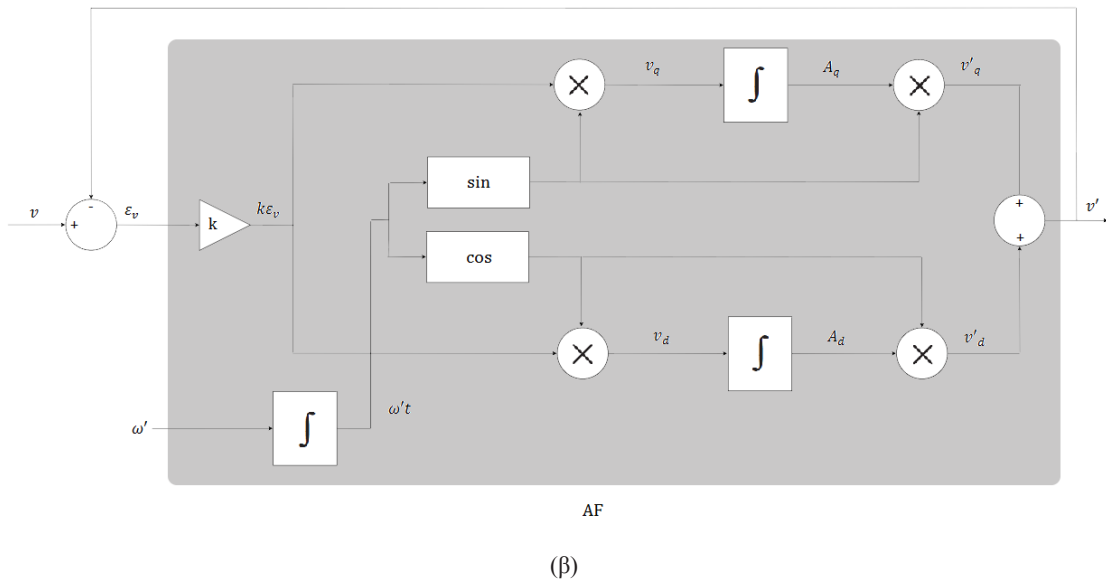 v_q
A_q
v'_q
sin
-
+
v
+
ε_v
k
kε_v
+
v'
cos
v_d
A_d
v'_d
ω't
ω'
AF
(β)